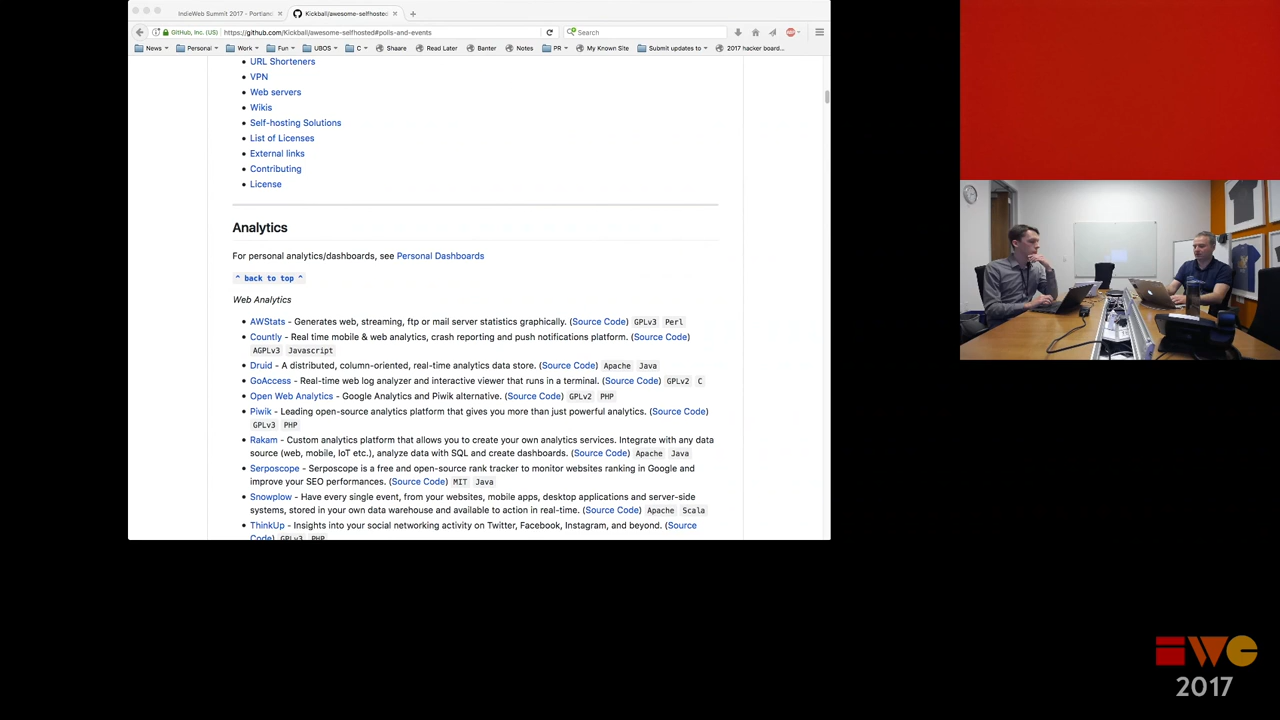 IndieWeb Summit 2017 - Portlan
Kickball/awesome-selfhosted
GitHub, Inc. (US)
https://github.com/Kickball/awesome-selfhosted#polls-and-events
Search
News
Personal
Work
Fun
UBOS
C
Share
Read Later
Banter
Notes
PR
My Known Site
Submit updates to
2017 hacker board...
URL Shorteners
VPN
Web servers
Wikis
Self-hosting Solutions
List of Licenses
External links
Contributing
License
Analytics
For personal analytics/dashboards, see Personal Dashboards
^ back to top ^
Web Analytics
AWStats - Generates web, streaming, ftp or mail server statistics graphically. (Source Code) GPLv3 Perl
Countly - Real time mobile & web analytics, crash reporting and push notifications platform. (Source Code)
AGPLv3 Javascript
Druid - A distributed, column-oriented, real-time analytics data store. (Source Code) Apache Java
GoAccess - Real-time web log analyzer and interactive viewer that runs in a terminal. (Source Code) GPLv2 C
Open Web Analytics - Google Analytics and Piwik alternative. (Source Code) GPLv2 PHP
Piwik - Leading open-source analytics platform that gives you more than just powerful analytics. (Source Code)
GPLv3 PHP
Rakam - Custom analytics platform that allows you to create your own analytics services. Integrate with any data
source (web, mobile, IoT etc.), analyze data with SQL and create dashboards. (Source Code) Apache Java
Serposcope - Serposcope is a free and open-source rank tracker to monitor websites ranking in Google and
improve your SEO performances. (Source Code) MIT Java
Snowplow - Have every single event, from your websites, mobile apps, desktop applications and server-side
systems, stored in your own data warehouse and available to action in real-time. (Source Code) Apache Scala
ThinkUp - Insights into your social networking activity on Twitter, Facebook, Instagram, and beyond. (Source
Code) GPLv3 PHP
IWC
2017